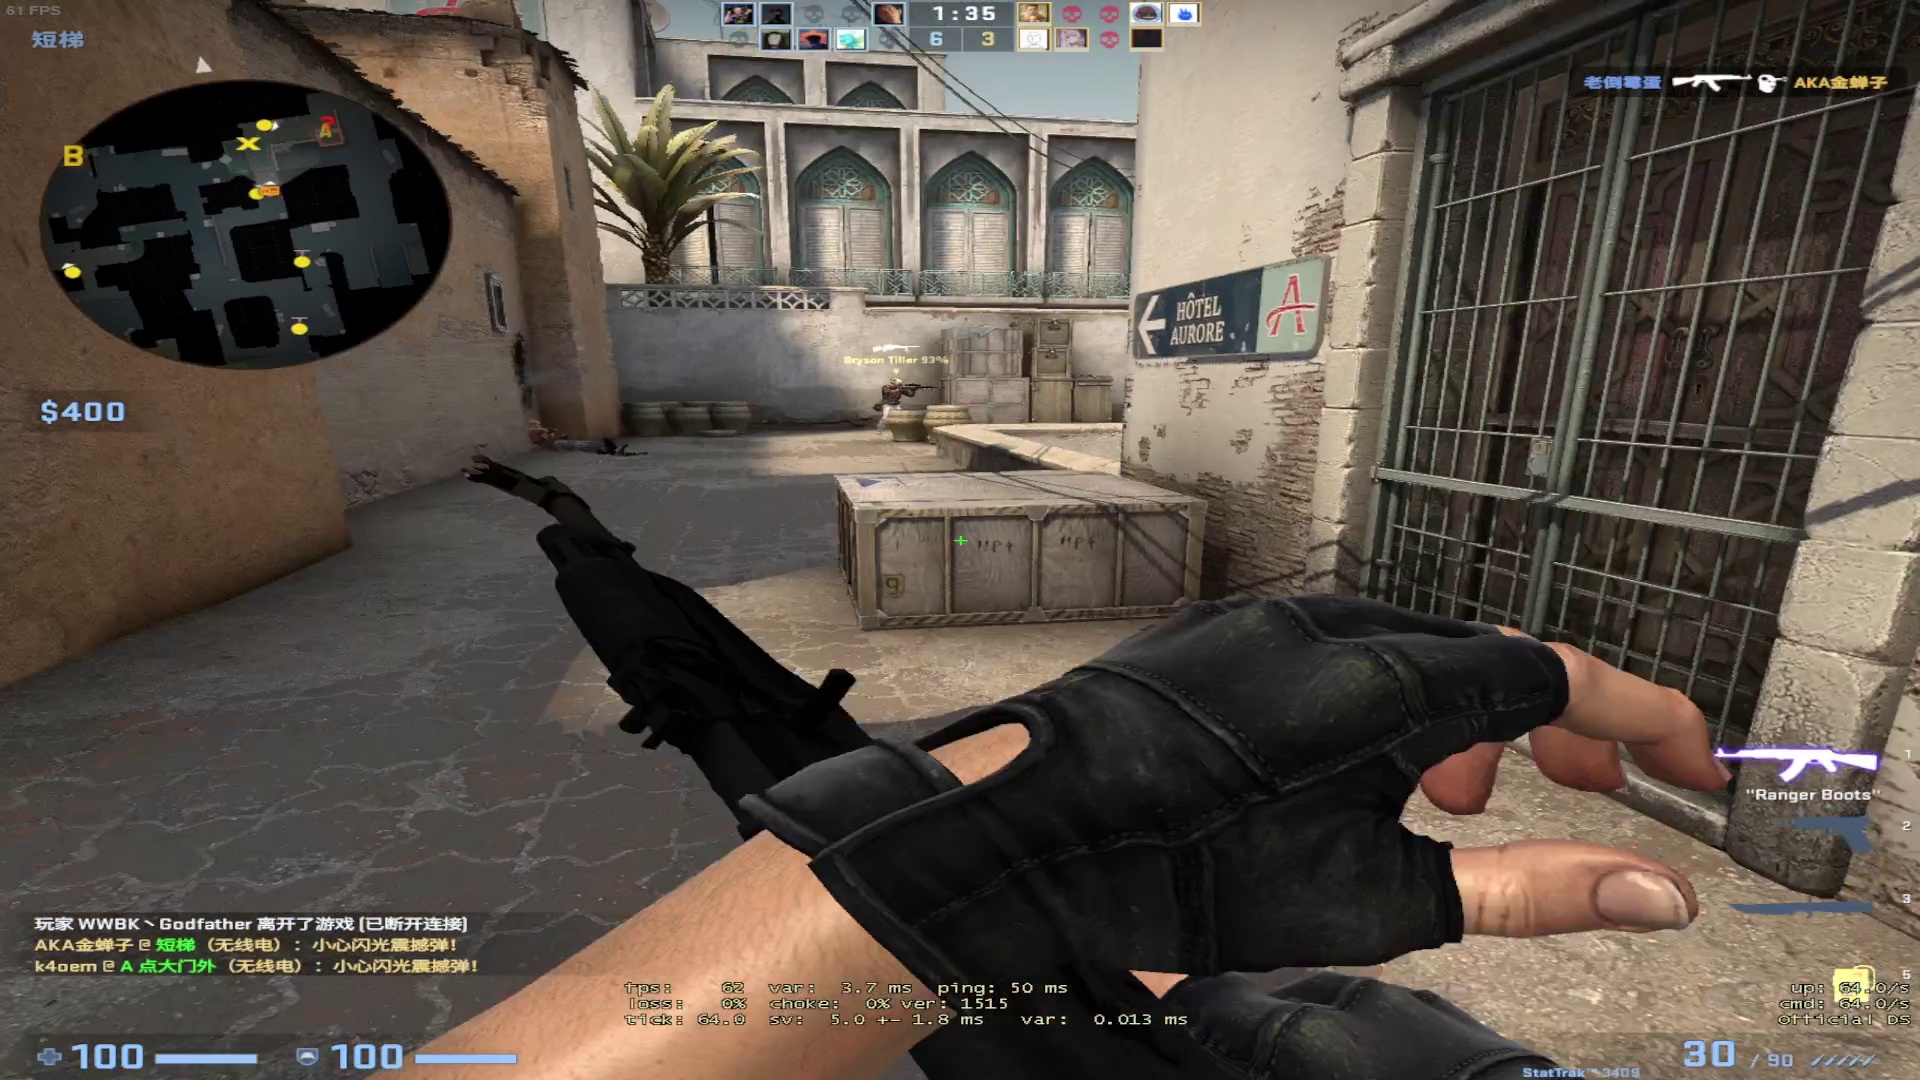 61 FPS
短梯
1:35
6
3
老倒霉蛋
AKA金蝉子
B
A
$400
HÔTEL
AURORE
A
Bryson Tiller 93%
9
"Ranger Boots"
1
2
3
5
玩家 WWBK丶Godfather 离开了游戏 [已断开连接]
AKA金蝉子 @ 短梯 (无线电) : 小心闪光震撼弹!
k4oem @ A 点大门外 (无线电) : 小心闪光震撼弹!
fps: 62 var: 3.7 ms ping: 50 ms
loss: 0% choke: 0% ver: 1515
tick: 64.0 sv: 5.0 +- 1.8 ms var: 0.013 ms
up: 64.0/s
cmd: 64.0/s
Official DS
100
100
StatTrak™ 3409
30 / 90